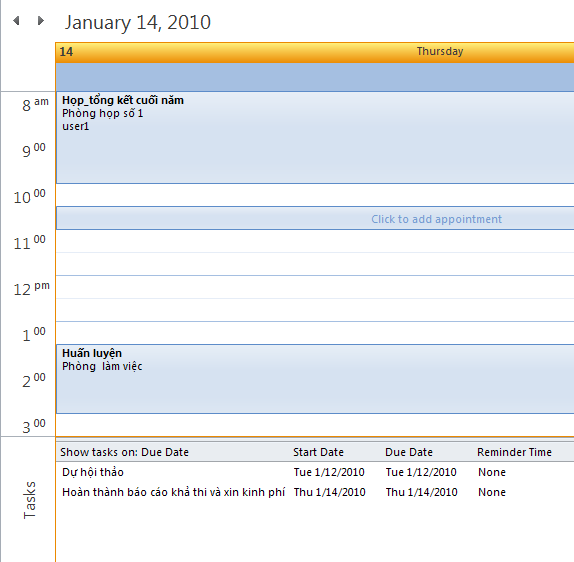 January 14, 2010
14 Thursday
8 am
Họp_tổng kết cuối năm
Phòng họp số 1
user1
9 00
10 00
Click to add appointment
11 00
12 pm
1 00
Huấn luyện
Phòng  làm việc
2 00
3 00
Show tasks on: Due Date Start Date Due Date Reminder Time
Dự hội thảo Tue 1/12/2010 Tue 1/12/2010 None
Hoàn thành báo cáo khả thi và xin kinh phí Thu 1/14/2010 Thu 1/14/2010 None
Tasks